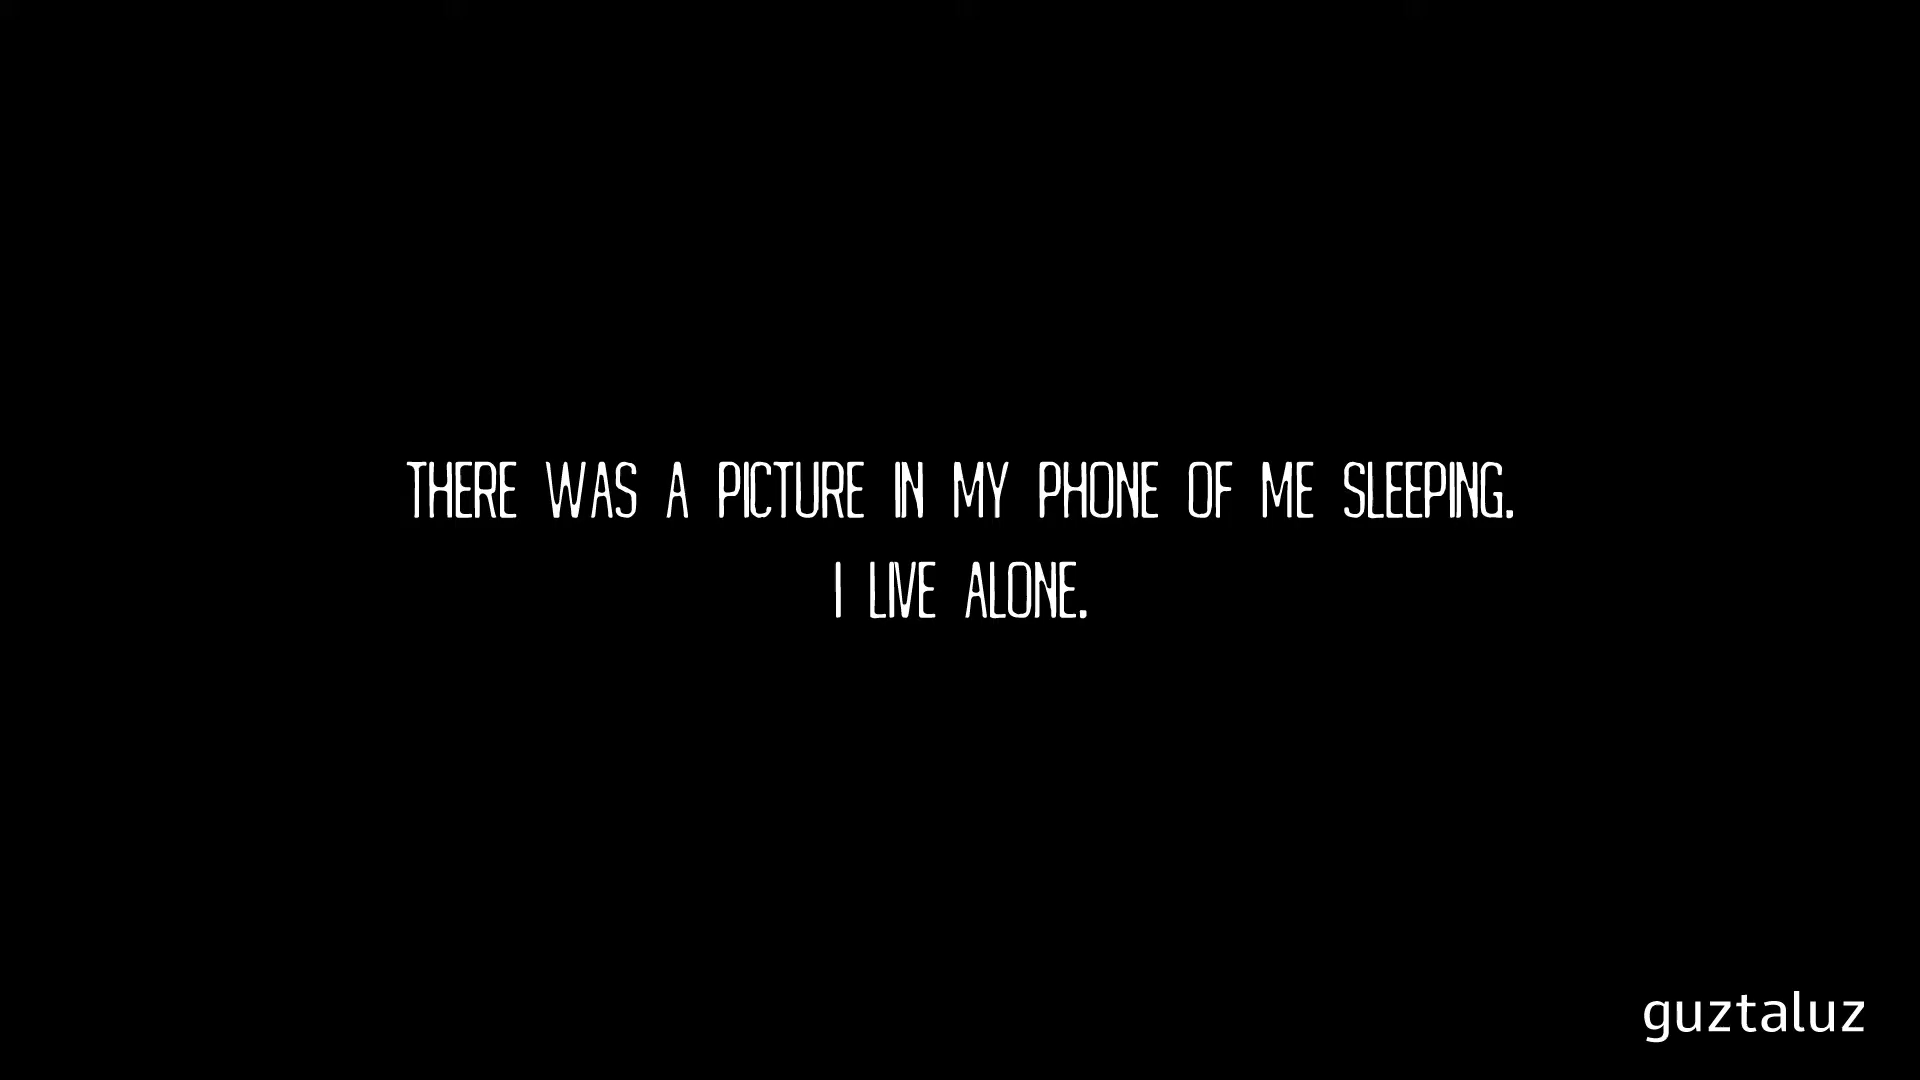 THERE WAS A PICTURE IN MY PHONE OF ME SLEEPING.
I LIVE ALONE.
guztaluz